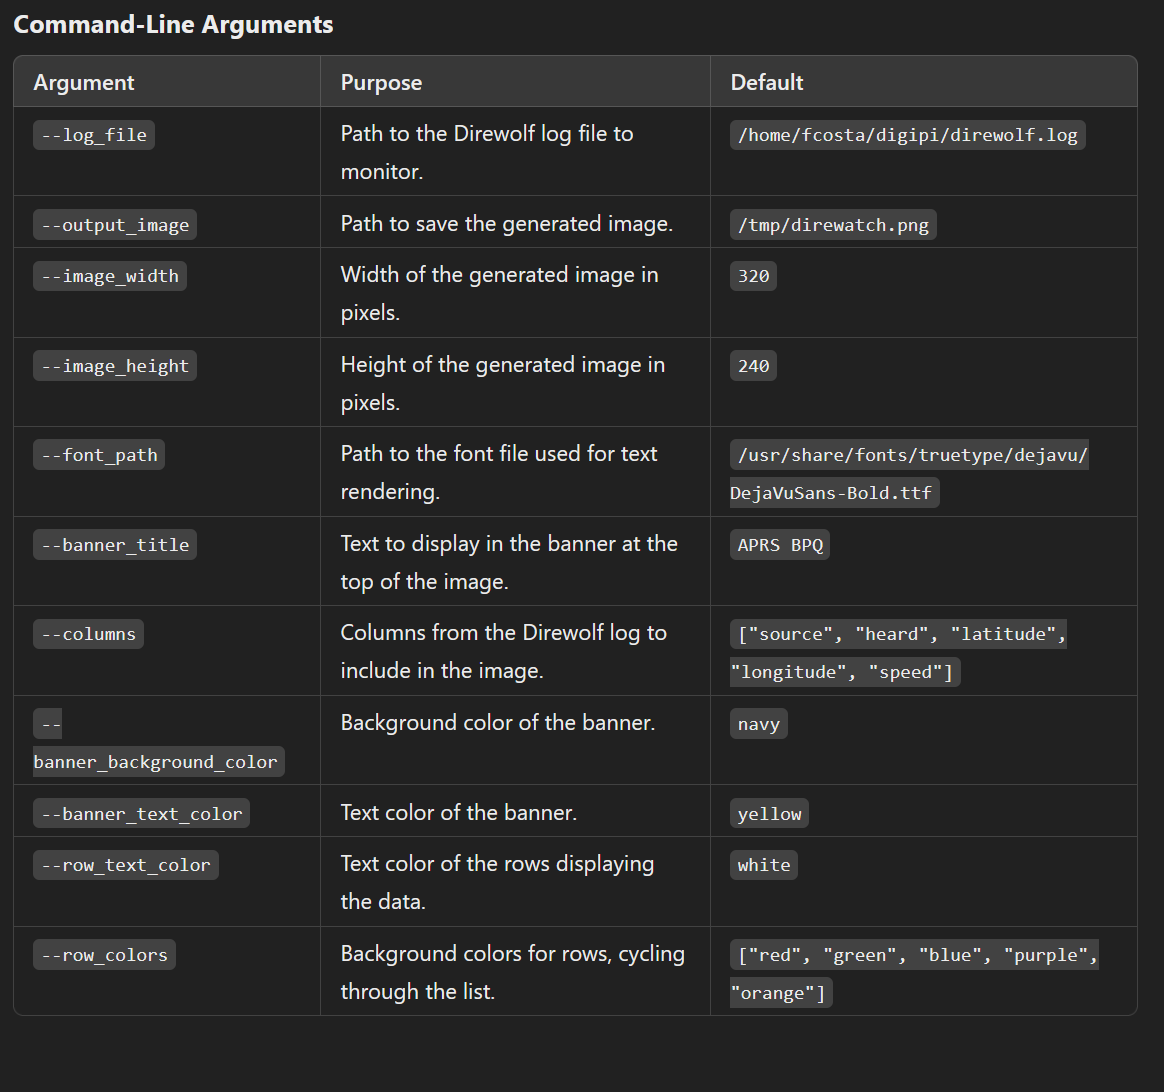 Command-Line Arguments
Argument Purpose Default
--log_file Path to the Direwolf log file to /home/fcosta/digipi/direwolf.log
monitor.
--output_image Path to save the generated image. /tmp/direwatch.png
--image_width Width of the generated image in 320
pixels.
--image_height Height of the generated image in 240
pixels.
--font_path Path to the font file used for text /usr/share/fonts/truetype/dejavu/
rendering. DejaVuSans-Bold.ttf
--banner_title Text to display in the banner at the APRS BPQ
top of the image.
--columns Columns from the Direwolf log to ["source", "heard", "latitude",
include in the image. "longitude", "speed"]
-- Background color of the banner. navy
banner_background_color
--banner_text_color Text color of the banner. yellow
--row_text_color Text color of the rows displaying white
the data.
--row_colors Background colors for rows, cycling ["red", "green", "blue", "purple",
through the list. "orange"]